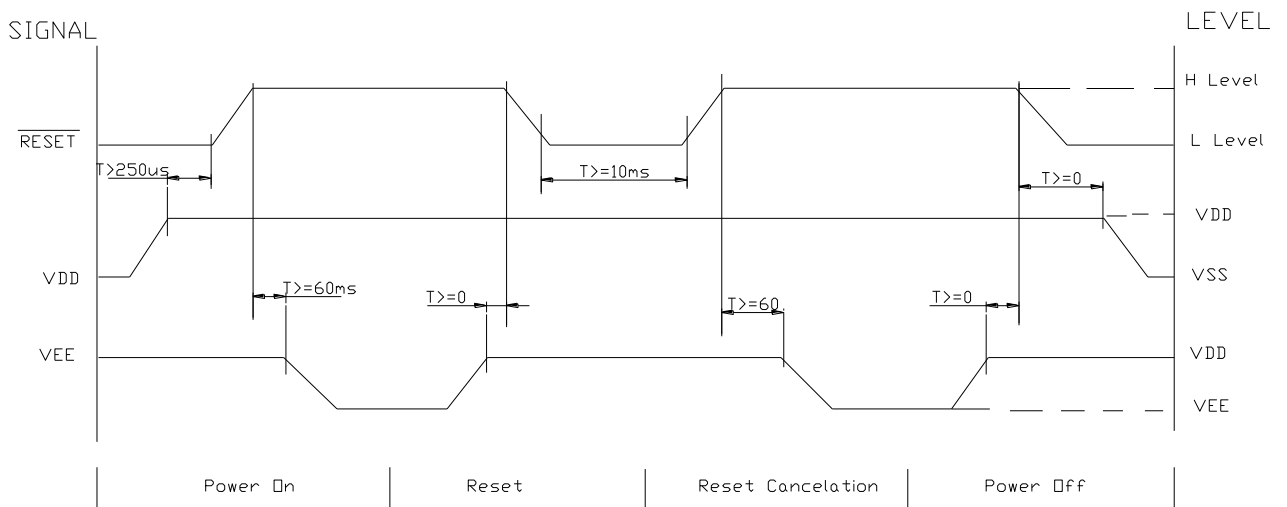 SIGNAL
LEVEL
H Level
RESET
L Level
T>250us
T>=10ms
T>=0
VDD
VDD
VSS
T>=60ms
T>=0
T>=60
T>=0
VEE
VDD
VEE
Power On
Reset
Reset Cancelation
Power Off